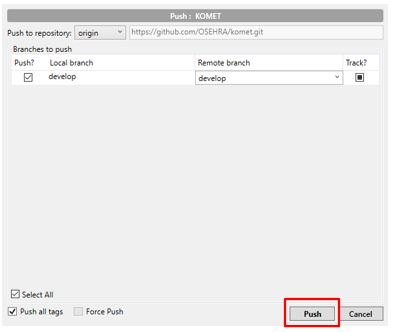 Push : KOMET
Push to repository: origin https://github.com/OSEHRA/komet.git
Branches to push
Push? Local branch Remote branch Track?
develop develop
Select All
Push all tags Force Push Push Cancel